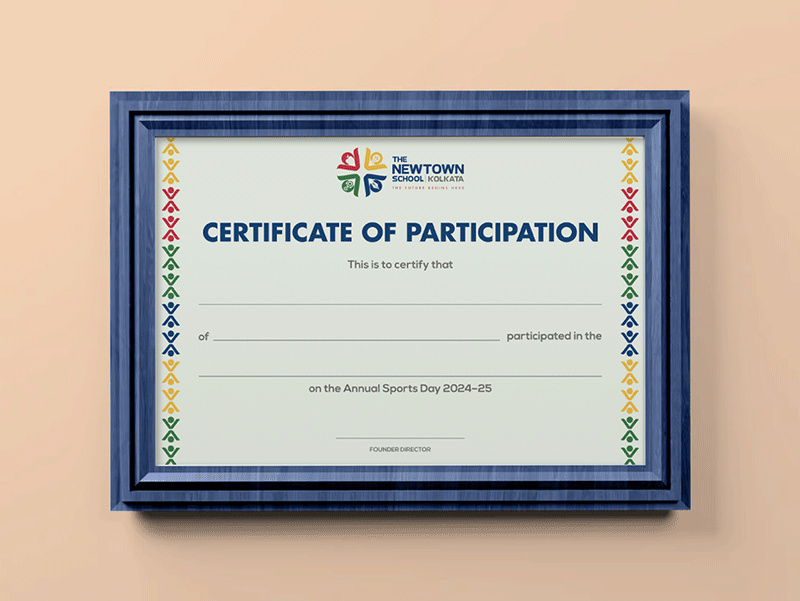 THE
NEWTOWN
SCHOOL | KOLKATA
THE FUTURE BEGINS HERE
CERTIFICATE OF PARTICIPATION
This is to certify that
of participated in the
on the Annual Sports Day 2024–25
FOUNDER DIRECTOR